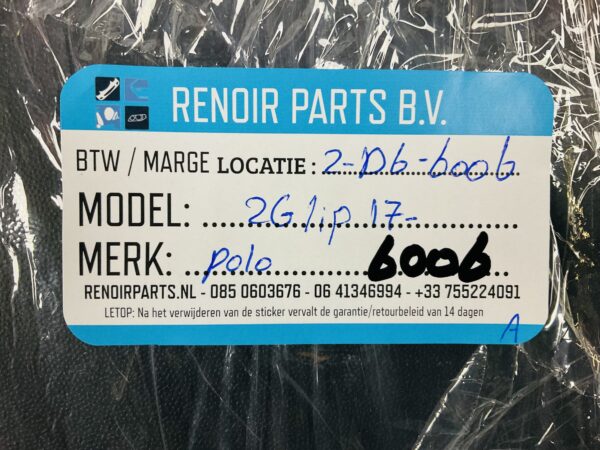 RENOIR PARTS B.V.
BTW / MARGE LOCATIE : 2-D6-6006
MODEL: 2G lip 17-
MERK: polo 6006
RENOIRPARTS.NL - 085 0603676 - 06 41346994 - +33 755224091
LETOP: Na het verwijderen van de sticker vervalt de garantie/retourbeleid van 14 dagen
A